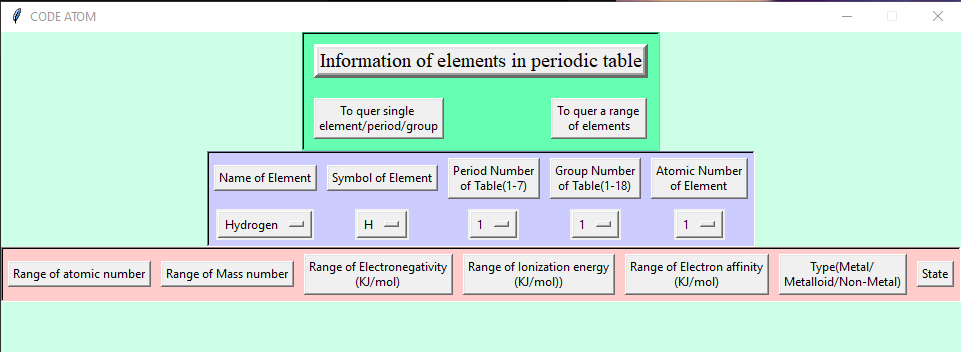 CODE ATOM
Information of elements in periodic table
To quer single
element/period/group
To quer a range
of elements
Name of Element
Symbol of Element
Period Number
of Table(1-7)
Group Number
of Table(1-18)
Atomic Number
of Element
Hydrogen
H
1
1
1
Range of atomic number
Range of Mass number
Range of Electronegativity
(KJ/mol)
Range of Ionization energy
(KJ/mol))
Range of Electron affinity
(KJ/mol)
Type(Metal/
Metalloid/Non-Metal)
State